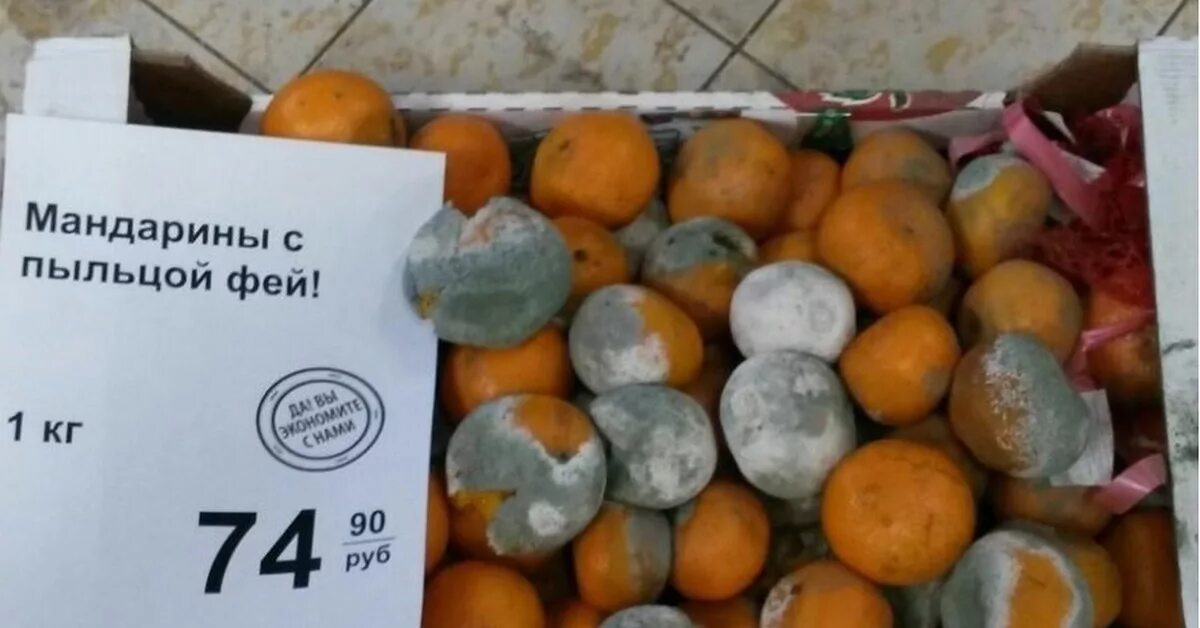 Мандарины с
пыльцой фей!
ДА! ВЫ
ЭКОНОМИТЕ
С НАМИ
1 кг
74 90
руб